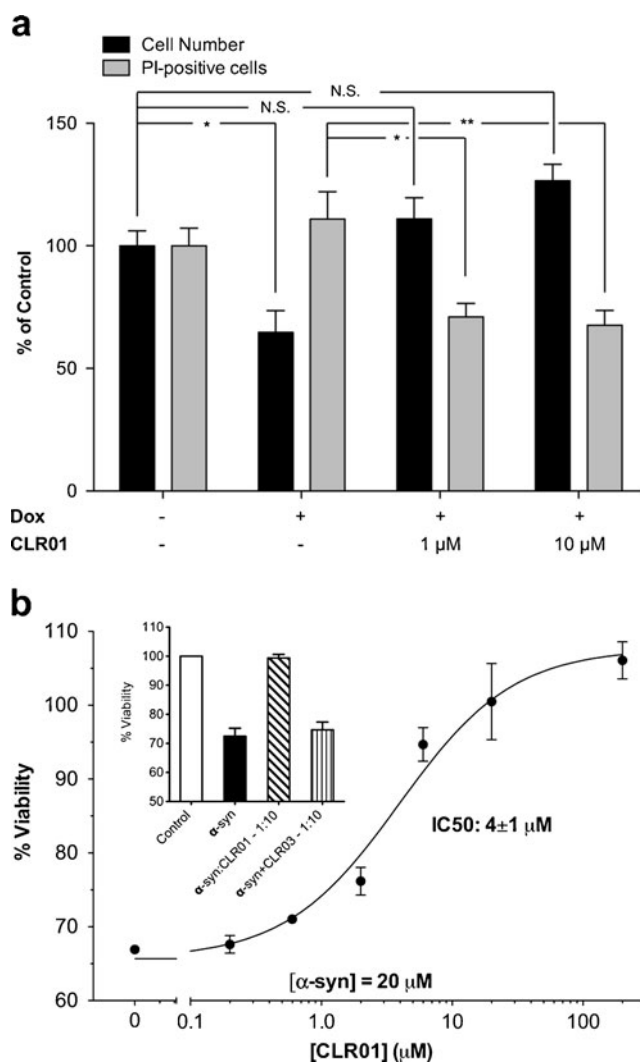 a
Cell Number
PI-positive cells
N.S.
N.S.
*
**
* -
150
100
50
0
% of Control
Dox - + + +
CLR01 - - 1 µM 10 µM
b
110
100
90
80
70
60
% Viability
100
90
80
70
60
50
% Viability
Control
α-syn
α-syn:CLR01 - 1:10
α-syn+CLR03 - 1:10
IC50: 4±1 µM
[α-syn] = 20 µM
0 0.1 1.0 10 100
[CLR01] (µM)